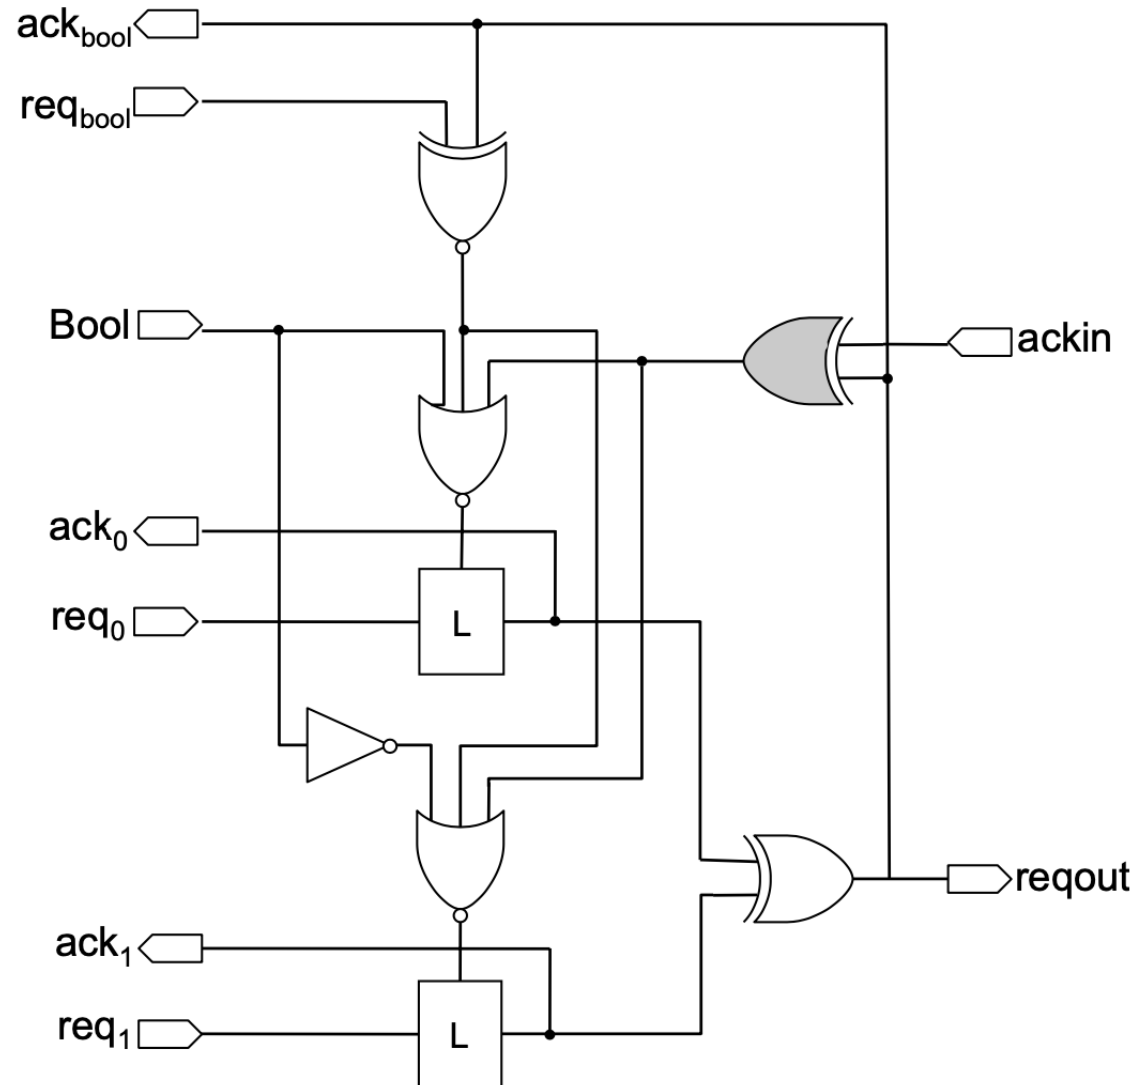 ack_bool
req_bool
Bool
ackin
ack_0
req_0
L
reqout
ack_1
req_1
L